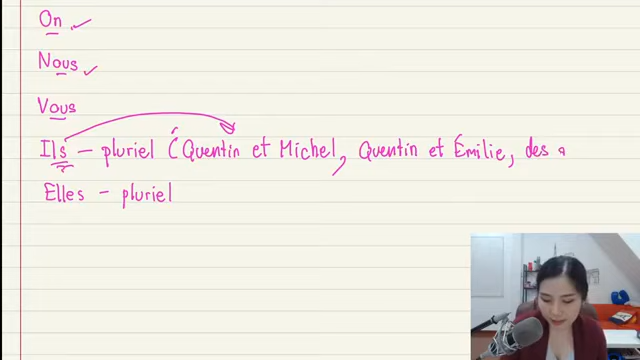 On
Nous
Vous
Ils – pluriel (Quentin et Michel, Quentin et Émilie, des
Elles – pluriel